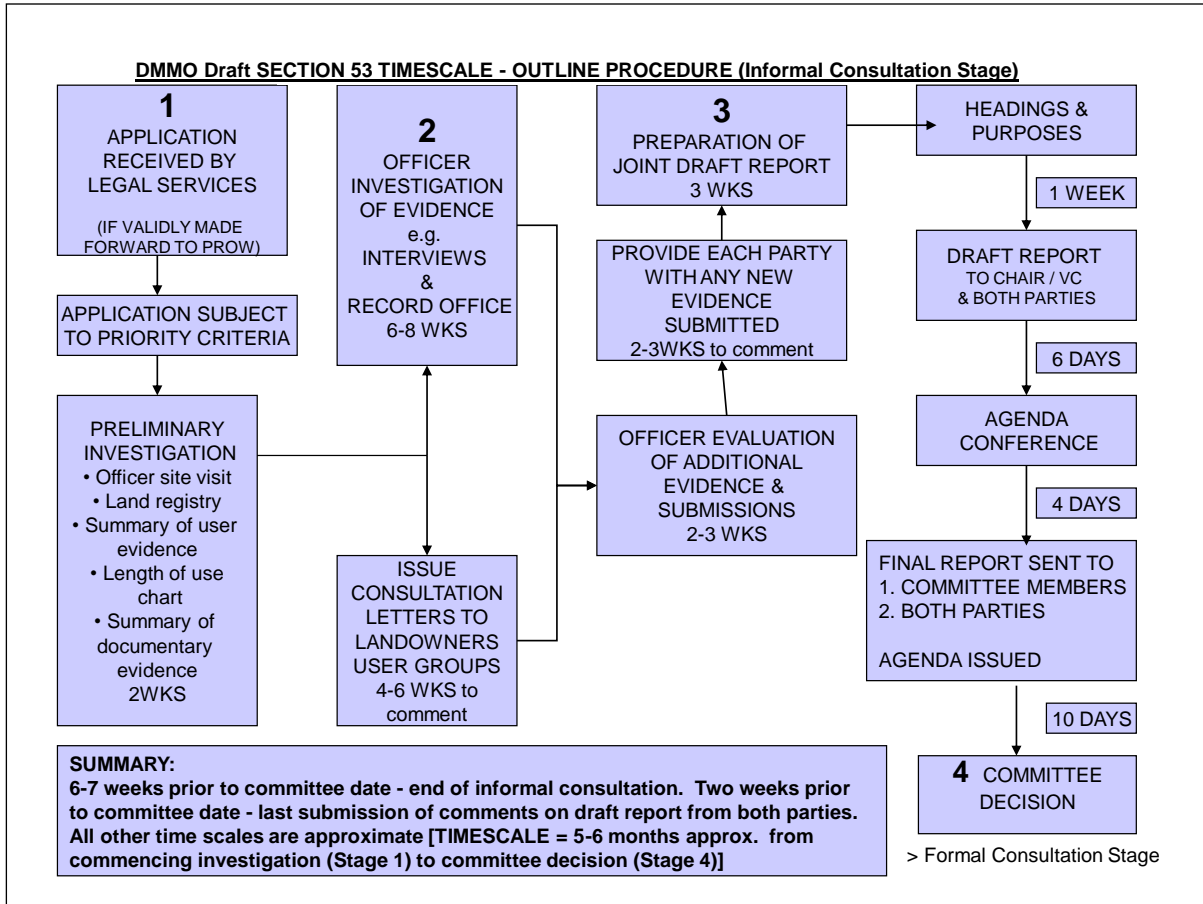 DMMO Draft SECTION 53 TIMESCALE - OUTLINE PROCEDURE (Informal Consultation Stage)
1
APPLICATION
RECEIVED BY
LEGAL SERVICES
(IF VALIDLY MADE
FORWARD TO PROW)
APPLICATION SUBJECT
TO PRIORITY CRITERIA
PRELIMINARY
INVESTIGATION
• Officer site visit
• Land registry
• Summary of user
evidence
• Length of use
chart
• Summary of
documentary
evidence
2WKS
2
OFFICER
INVESTIGATION
OF EVIDENCE
e.g.
INTERVIEWS
&
RECORD OFFICE
6-8 WKS
ISSUE
CONSULTATION
LETTERS TO
LANDOWNERS
USER GROUPS
4-6 WKS to
comment
3
PREPARATION OF
JOINT DRAFT REPORT
3 WKS
PROVIDE EACH PARTY
WITH ANY NEW
EVIDENCE
SUBMITTED
2-3WKS to comment
OFFICER EVALUATION
OF ADDITIONAL
EVIDENCE &
SUBMISSIONS
2-3 WKS
HEADINGS &
PURPOSES
1 WEEK
DRAFT REPORT
TO CHAIR / VC
& BOTH PARTIES
6 DAYS
AGENDA
CONFERENCE
4 DAYS
FINAL REPORT SENT TO
1. COMMITTEE MEMBERS
2. BOTH PARTIES
AGENDA ISSUED
10 DAYS
4 COMMITTEE
DECISION
> Formal Consultation Stage
SUMMARY:
6-7 weeks prior to committee date - end of informal consultation. Two weeks prior
to committee date - last submission of comments on draft report from both parties.
All other time scales are approximate [TIMESCALE = 5-6 months approx. from
commencing investigation (Stage 1) to committee decision (Stage 4)]